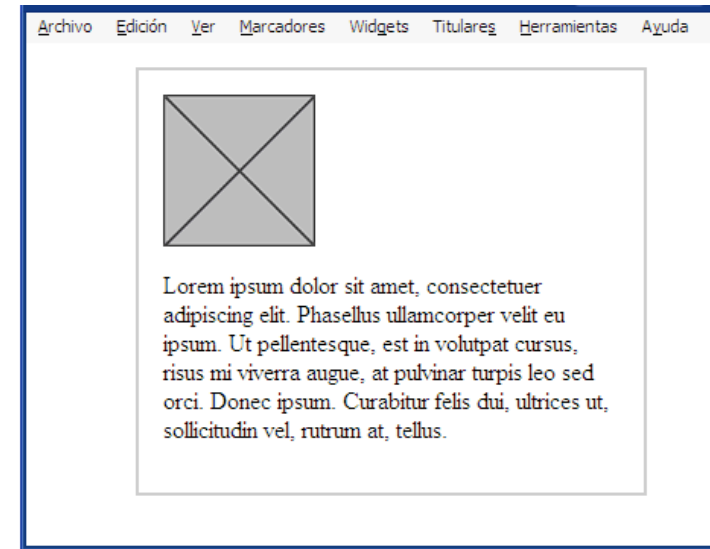 Archivo Edición Ver Marcadores Widgets Titulares Herramientas Ayuda
Lorem ipsum dolor sit amet, consectetuer
adipiscing elit. Phasellus ullamcorper velit eu
ipsum. Ut pellentesque, est in volutpat cursus,
risus mi viverra augue, at pulvinar turpis leo sed
orci. Donec ipsum. Curabitur felis dui, ultrices ut,
sollicitudin vel, rutrum at, tellus.